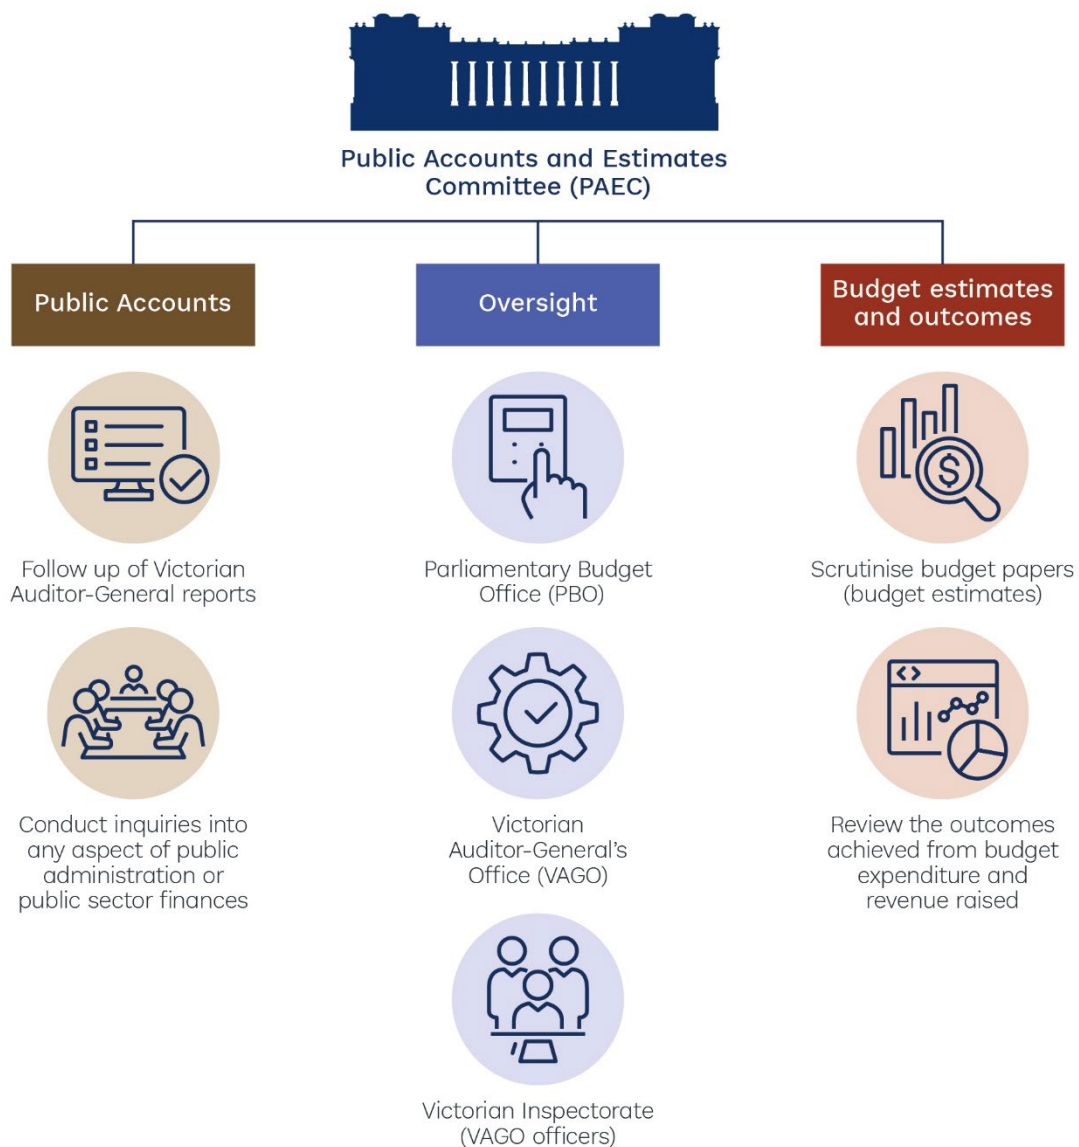 Public Accounts and Estimates
Committee (PAEC)
Public Accounts
Follow up of Victorian
Auditor-General reports
Conduct inquiries into
any aspect of public
administration or
public sector finances
Oversight
Parliamentary Budget
Office (PBO)
Victorian
Auditor-General’s
Office (VAGO)
Victorian Inspectorate
(VAGO officers)
Budget estimates
and outcomes
Scrutinise budget papers
(budget estimates)
Review the outcomes
achieved from budget
expenditure and
revenue raised